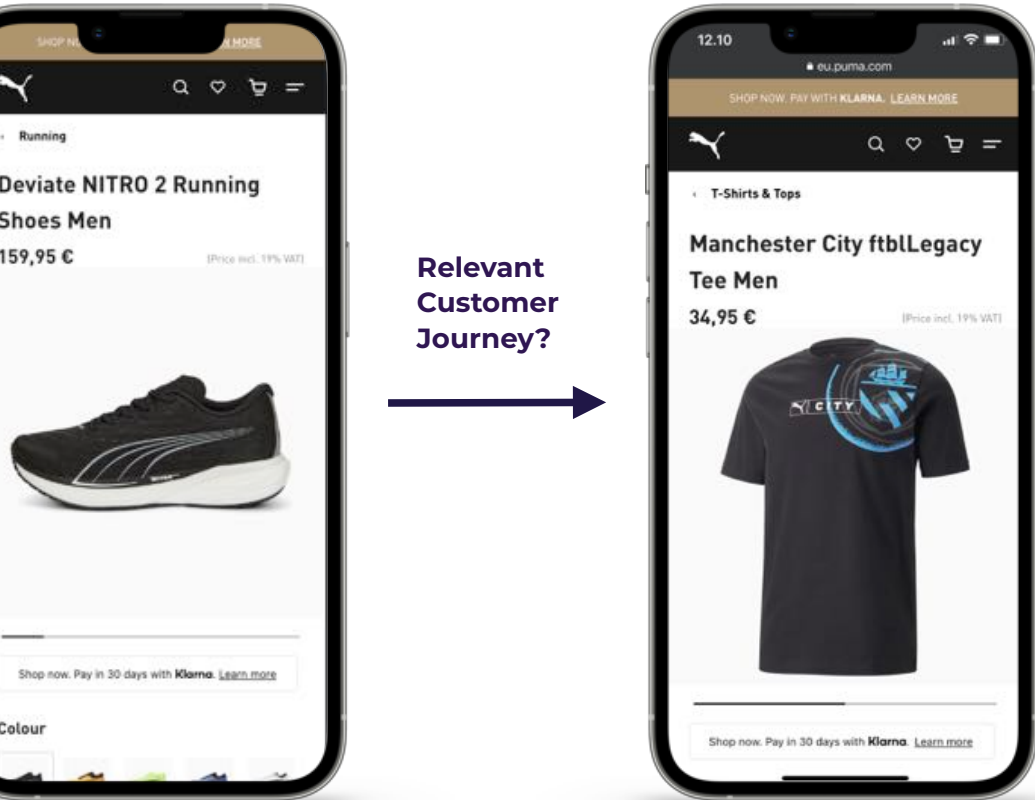 SHOP NO
N MORE
Running
Deviate NITRO 2 Running
Shoes Men
159,95 €
(Price incl. 19% VAT)
Shop now. Pay in 30 days with Klarna. Learn more
Colour
Relevant
Customer
Journey?
12.10
eu.puma.com
SHOP NOW. PAY WITH KLARNA. LEARN MORE
T-Shirts & Tops
Manchester City ftblLegacy
Tee Men
34,95 €
(Price incl. 19% VAT)
CITY
Shop now. Pay in 30 days with Klarna. Learn more